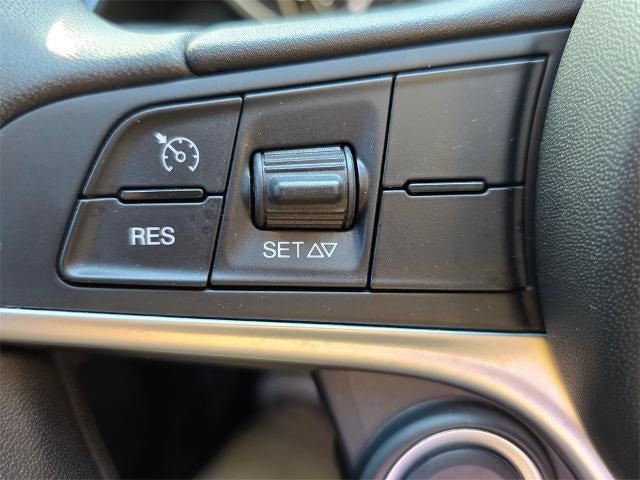 RES
SET △▽